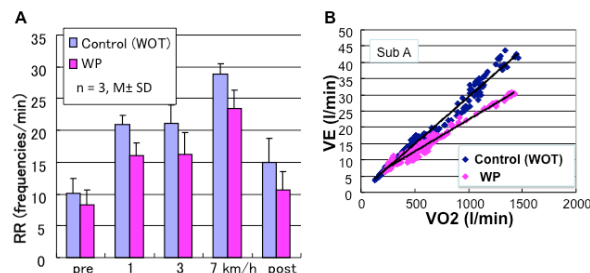 A
RR (frequencies/min)
35
30
25
20
15
10
5
0
Control (WOT)
WP
n = 3, M± SD
pre
1
3
7 km/h
post
B
VE (l/min)
50
45
40
35
30
25
20
15
10
5
0
Sub A
Control (WOT)
WP
0
500
1000
1500
2000
VO2 (l/min)